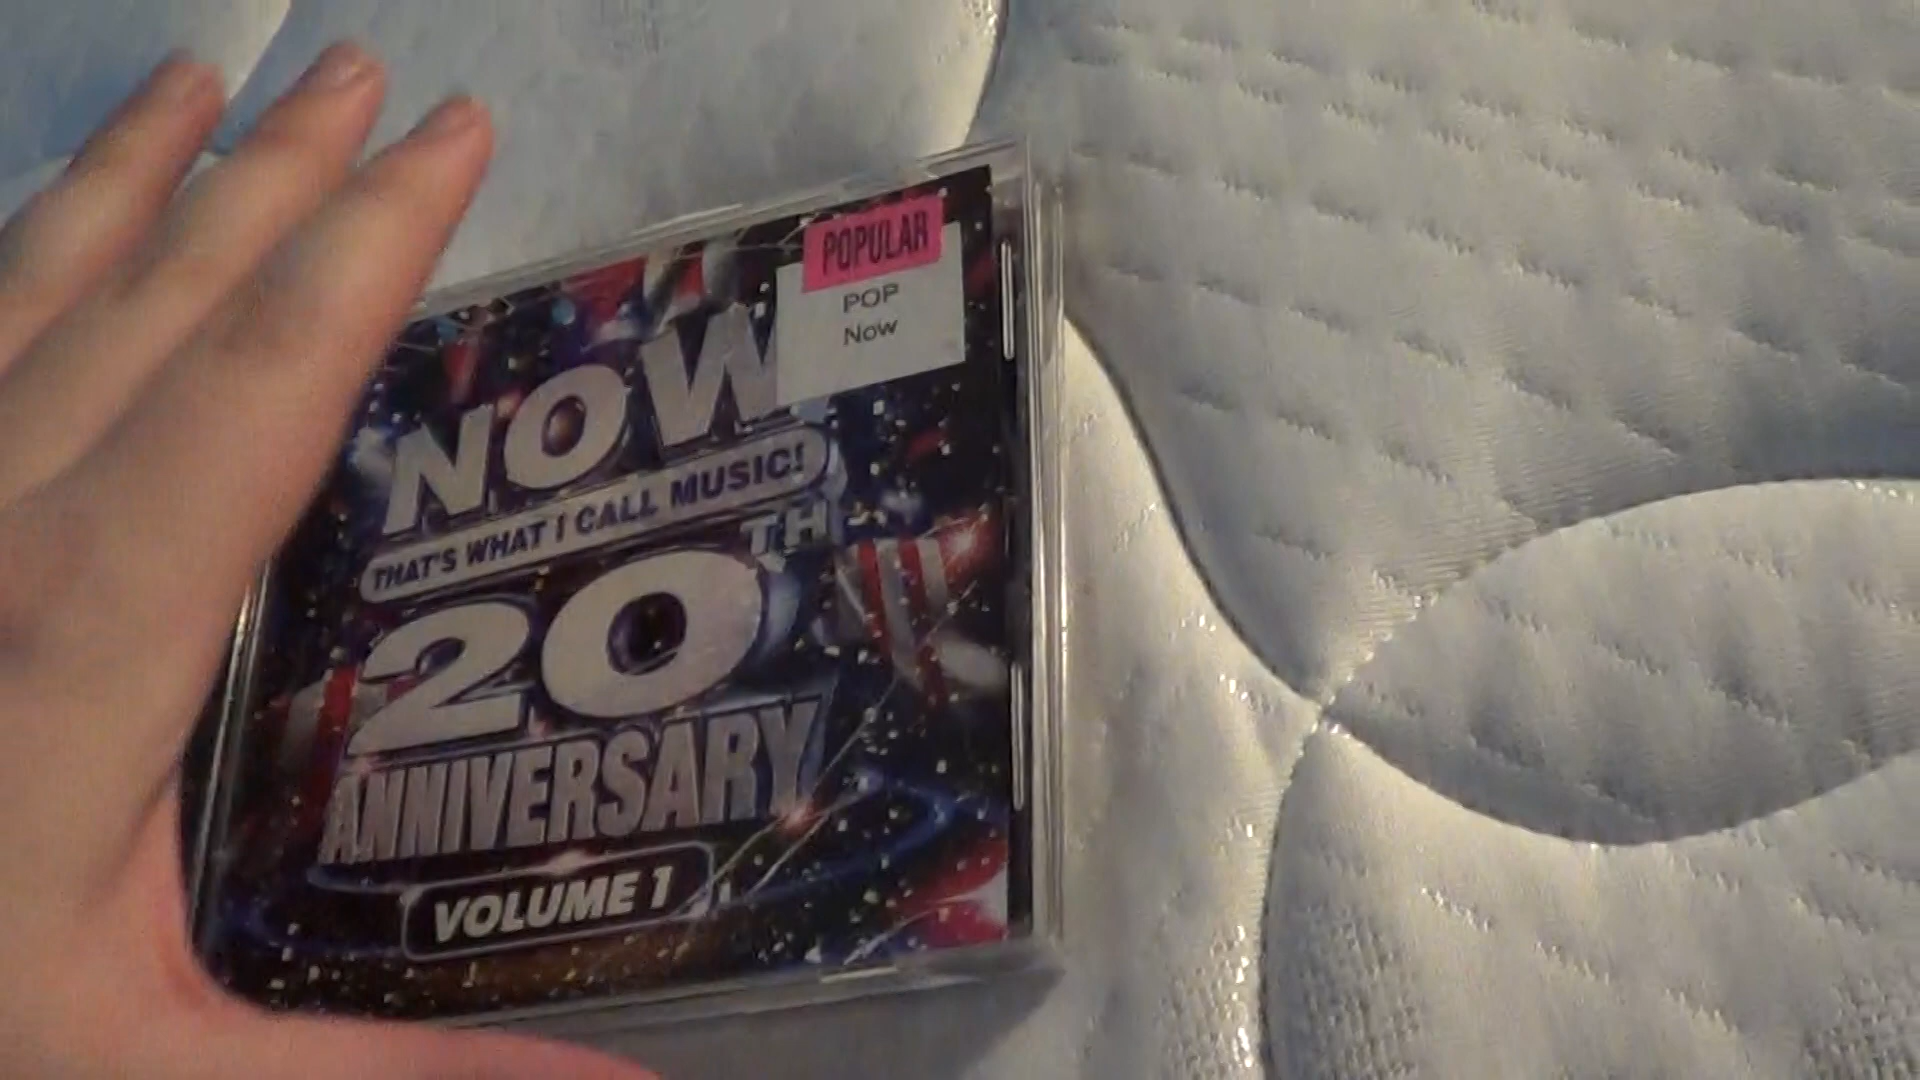 POPULAR
POP
Now
NOW
THAT'S WHAT I CALL MUSIC!
20TH
ANNIVERSARY
VOLUME 1